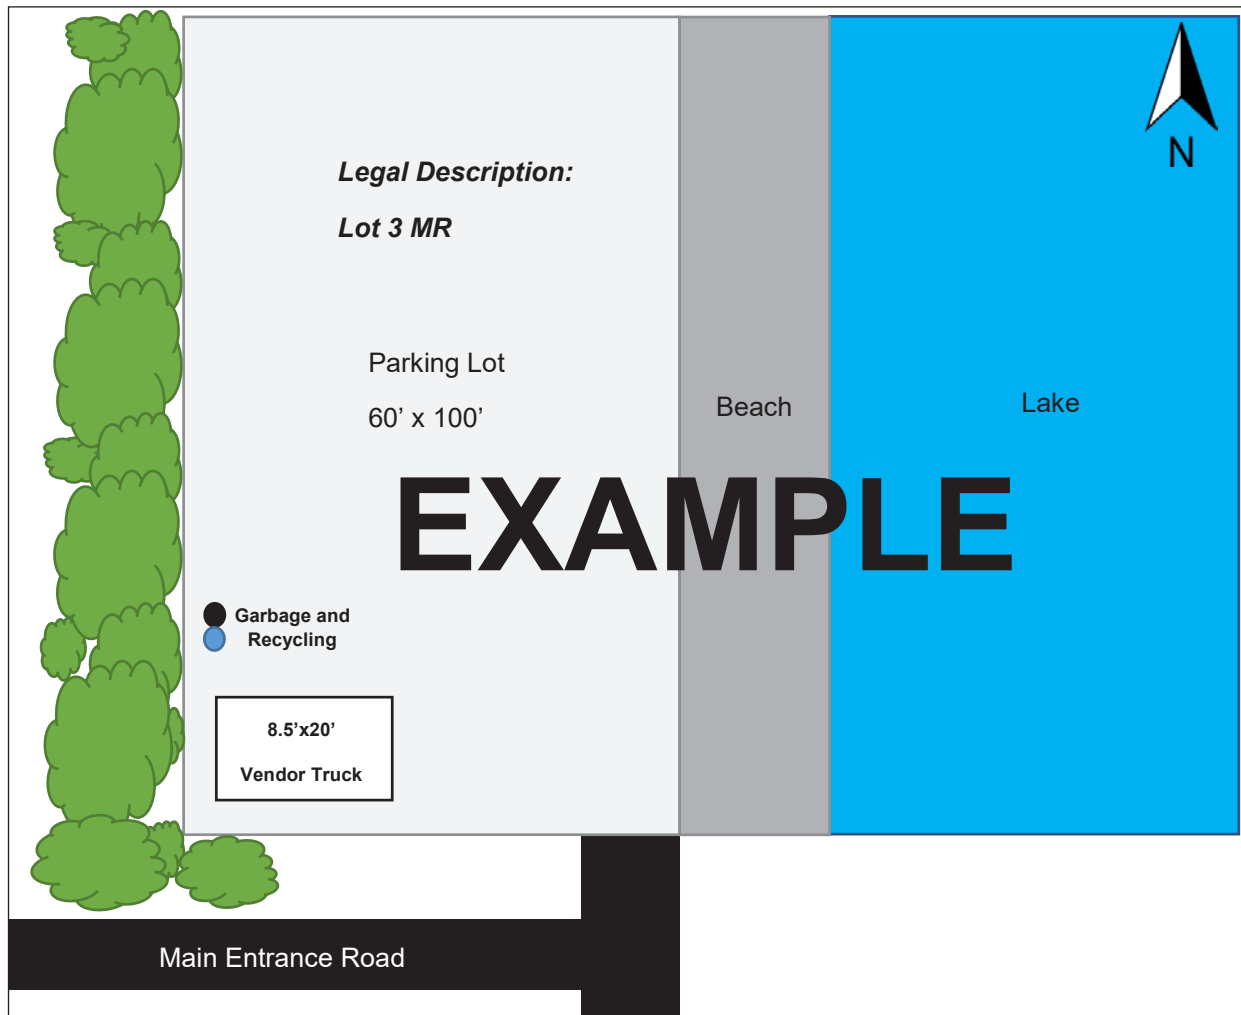 N
Legal Description:
Lot 3 MR
Parking Lot
60’ x 100’
Beach
Lake
EXAMPLE
Garbage and
Recycling
8.5’x20’
Vendor Truck
Main Entrance Road